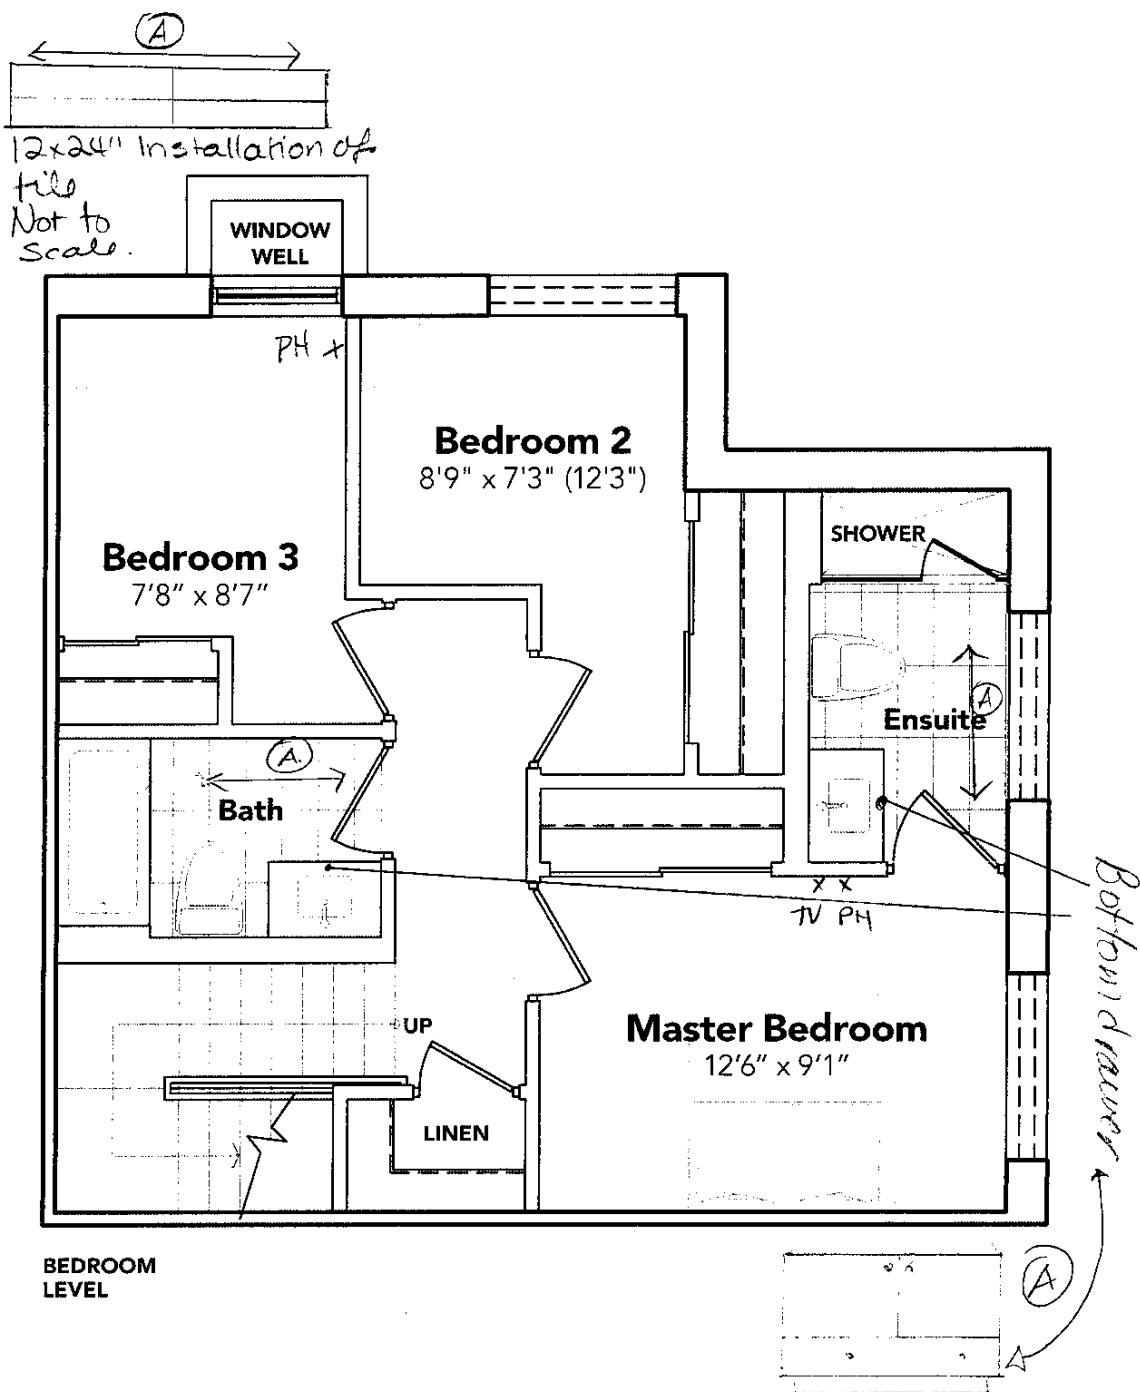 A
12x24" Installation of
tile
Not to
scale.
WINDOW
WELL
PH x
Bedroom 2
8'9" x 7'3" (12'3")
SHOWER
Bedroom 3
7'8" x 8'7"
A
Ensuite
A.
Bath
x x
TV PH
Bottom drawer
UP
Master Bedroom
12'6" x 9'1"
LINEN
BEDROOM
LEVEL
A